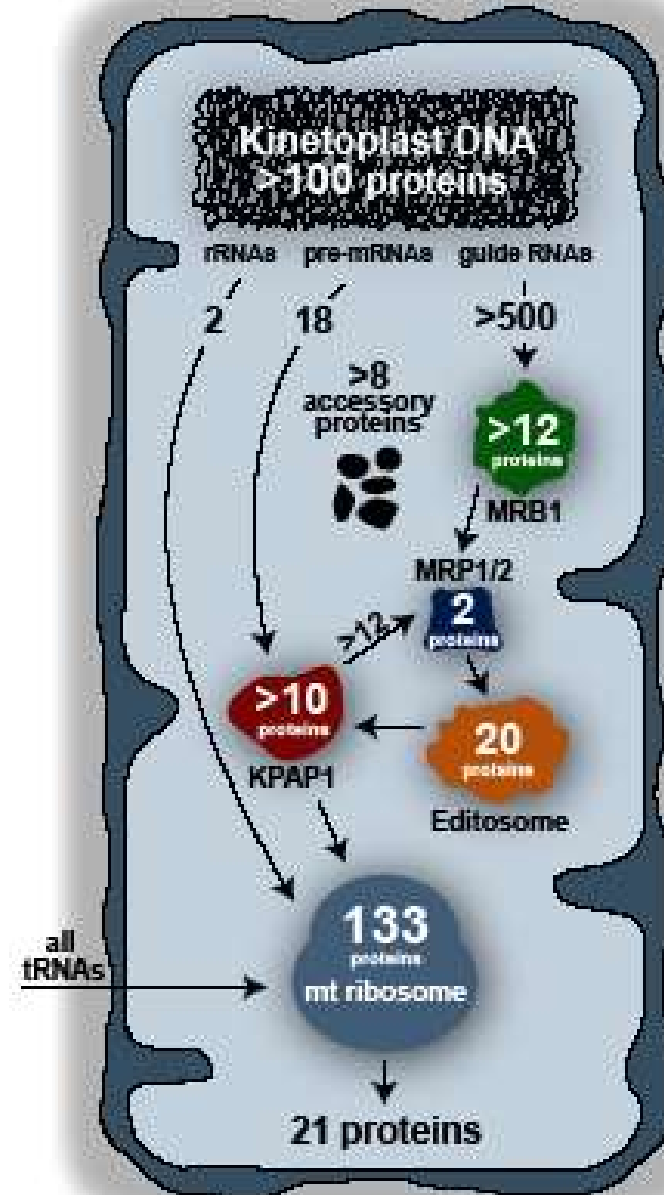 Kinetoplast DNA
>100 proteins
rRNAs pre-mRNAs guide RNAs
2 18 >500
>8
accessory
proteins
>12
proteins
MRB1
MRP1/2
2
proteins
>12
>10
proteins
KPAP1
20
proteins
Editosome
133
proteins
mt ribosome
all
tRNAs
21 proteins